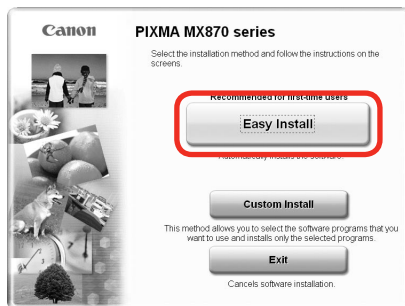 Canon
PIXMA MX870 series
Select the installation method and follow the instructions on the
screens.
Recommended for first-time users
Easy Install
Automatically installs the software.
Custom Install
This method allows you to select the software programs that you
want to use and installs only the selected programs.
Exit
Cancels software installation.